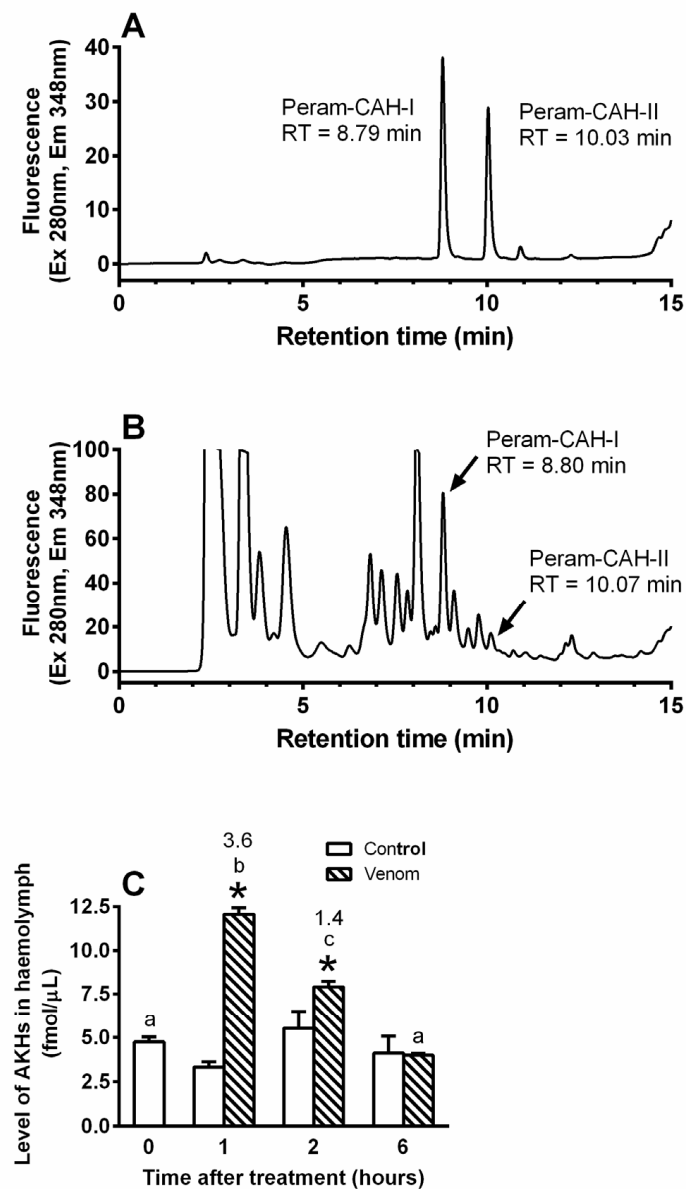 A
Fluorescence
(Ex 280nm, Em 348nm)
40
30
20
10
0
Peram-CAH-I
RT = 8.79 min
Peram-CAH-II
RT = 10.03 min
0 5 10 15
Retention time (min)
B
Fluorescence
(Ex 280nm, Em 348nm)
100
80
60
40
20
0
Peram-CAH-I
RT = 8.80 min
Peram-CAH-II
RT = 10.07 min
0 5 10 15
Retention time (min)
C
Level of AKHs in haemolymph
(fmol/µL)
12.5
10.0
7.5
5.0
2.5
0.0
Control
Venom
a
3.6
b
*
1.4
c
*
a
0 1 2 6
Time after treatment (hours)